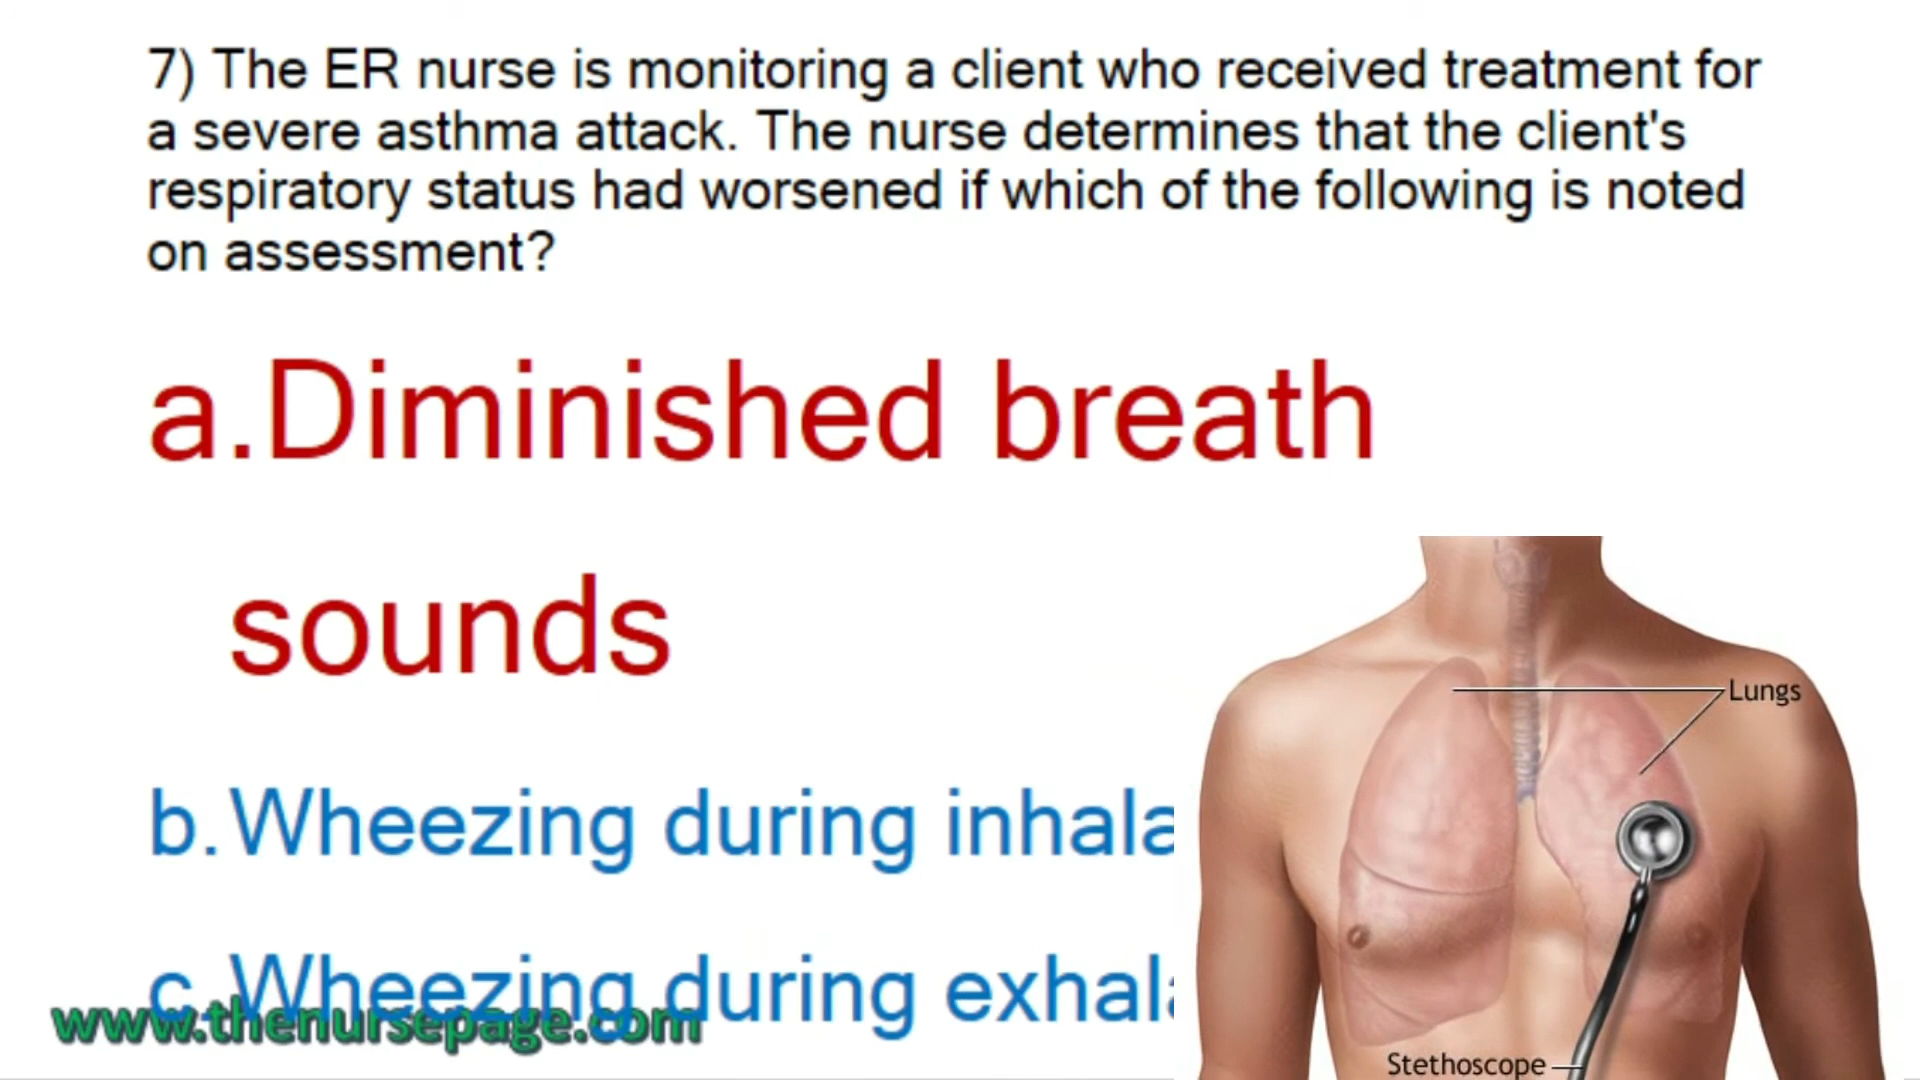 7) The ER nurse is monitoring a client who received treatment for
a severe asthma attack. The nurse determines that the client's
respiratory status had worsened if which of the following is noted
on assessment?
a.Diminished breath
sounds
b.Wheezing during inhala
c.Wheezing during exhala
www.thenursepage.com
Lungs
Stethoscope